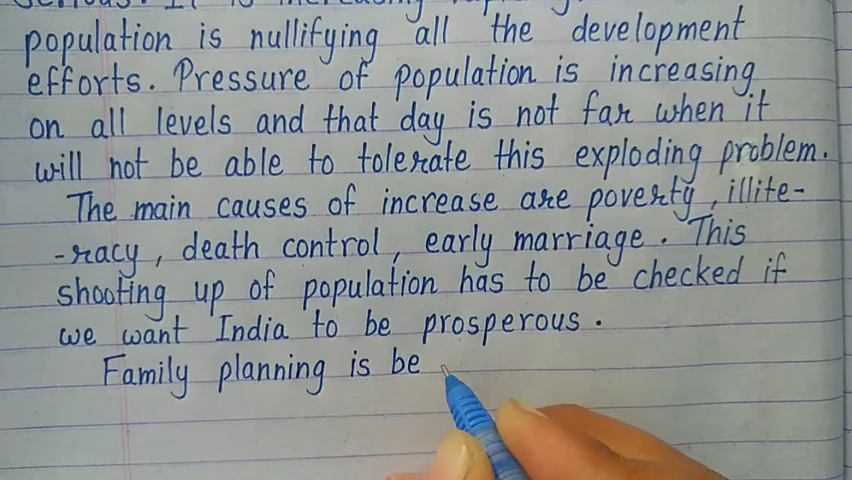 population is nullifying all the development
efforts. Pressure of population is increasing
on all levels and that day is not far when it
will not be able to tolerate this exploding problem.
The main causes of increase are poverty, illite-
-racy, death control, early marriage. This
shooting up of population has to be checked if
we want India to be prosperous.
Family planning is be